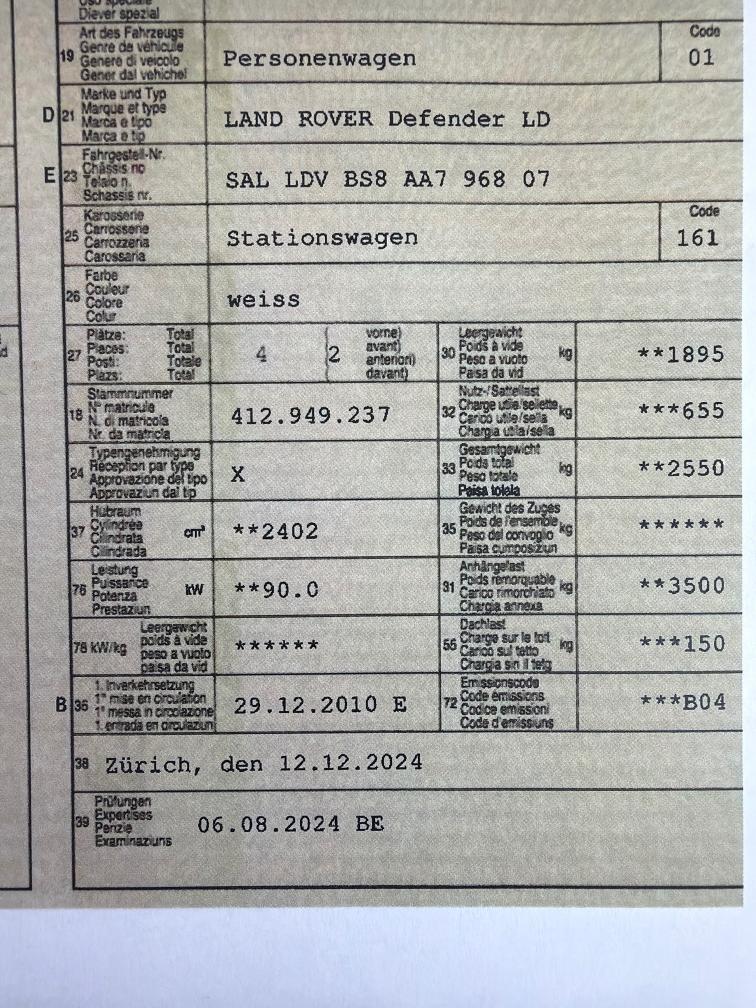 Diever spezial
19 Art des Fahrzeugs
Genre de véhicule
Genere di veicolo
Gener dal vehichel
Personenwagen
Code
01
D 21 Marke und Typ
Marque et type
Marca e tipo
Marca e tip
LAND ROVER Defender LD
E 23 Fahrgestell-Nr.
Châssis no
Telaio n.
Schassis nr.
SAL LDV BS8 AA7 968 07
25 Karosserie
Carrosserie
Carrozzeria
Carossaria
Stationswagen
Code
161
26 Farbe
Couleur
Colore
Colur
weiss
27 Plätze: Total
Places: Total
Posti: Totale
Plazs: Total
4 (2 vorne)
avant)
anteriori)
davant)
30 Leergewicht
Poids à vide
Peso a vuoto
Paisa da vid
kg
**1895
18 Stammnummer
N° matricule
N. di matricola
Nr. da matricla
412.949.237
32 Nutz-/Sattellast
Charge utile/sellette
Carico utile/sella
Chargia utila/sella
kg
***655
24 Typengenehmigung
Réception par type
Approvazione del tipo
Approvaziun dal tip
X
33 Gesamtgewicht
Poids total
Peso totale
Paisa totala
kg
**2550
37 Hubraum
Cylindrée
Cilindrata
Cilindrada
cm³
**2402
35 Gewicht des Zuges
Poids de l'ensemble
Peso del convoglio
Paisa cumposiziun
kg
******
76 Leistung
Puissance
Potenza
Prestaziun
kW
**90.0
31 Anhängelast
Poids remorquable
Carico rimorchiato
Chargia annexa
kg
**3500
78 kW/kg Leergewicht
poids à vide
peso a vuoto
paisa da vid
******
55 Dachlast
Charge sur le toit
Carico sul tetto
Chargia sin il tetg
kg
***150
B 36 1. Inverkehrsetzung
1re mise en circulation
1a messa in circolazione
1. entrada en circulaziun
29.12.2010 E
72 Emissionscode
Code émissions
Codice emissioni
Code d'emissiuns
***B04
38 Zürich, den 12.12.2024
39 Prüfungen
Expertises
Perizie
Examinaziuns
06.08.2024 BE